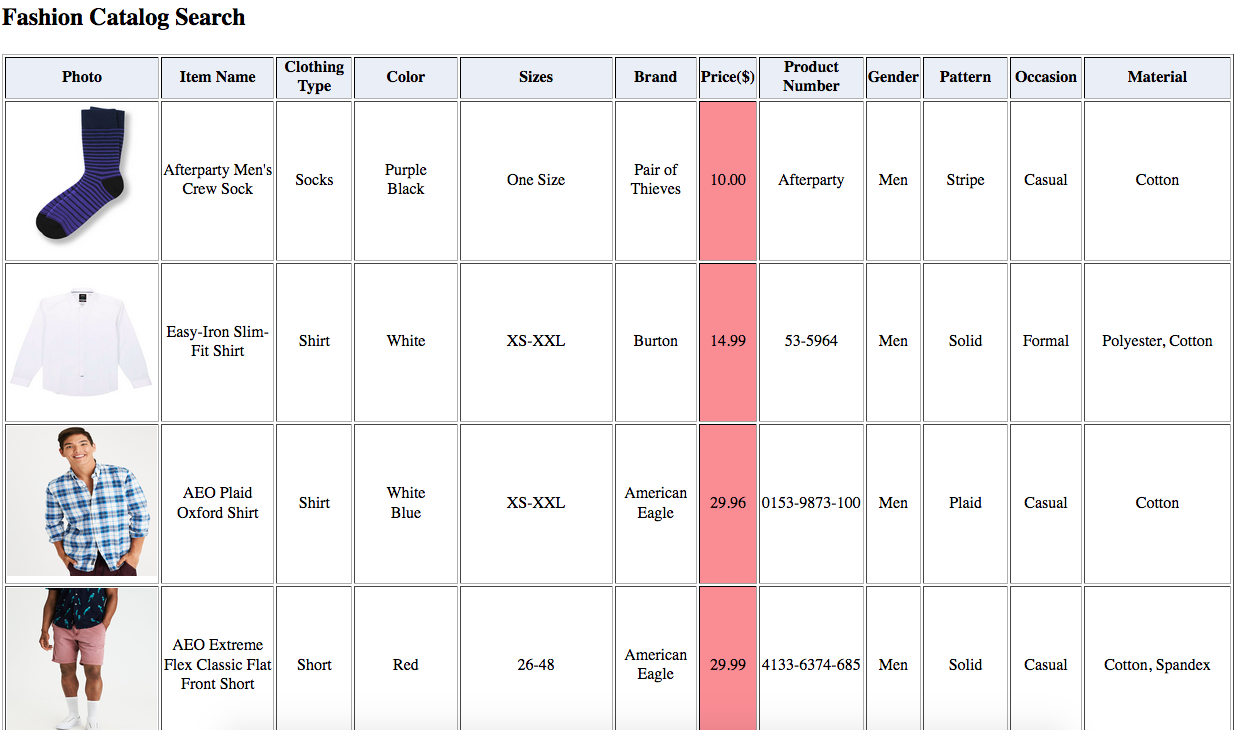 Fashion Catalog Search
Photo Item Name Clothing Type Color Sizes Brand Price($) Product Number Gender Pattern Occasion Material
Afterparty Men's Crew Sock Socks Purple Black One Size Pair of Thieves 10.00 Afterparty Men Stripe Casual Cotton
Easy-Iron Slim-Fit Shirt Shirt White XS-XXL Burton 14.99 53-5964 Men Solid Formal Polyester, Cotton
AEO Plaid Oxford Shirt Shirt White Blue XS-XXL American Eagle 29.96 0153-9873-100 Men Plaid Casual Cotton
AEO Extreme Flex Classic Flat Front Short Short Red 26-48 American Eagle 29.99 4133-6374-685 Men Solid Casual Cotton, Spandex